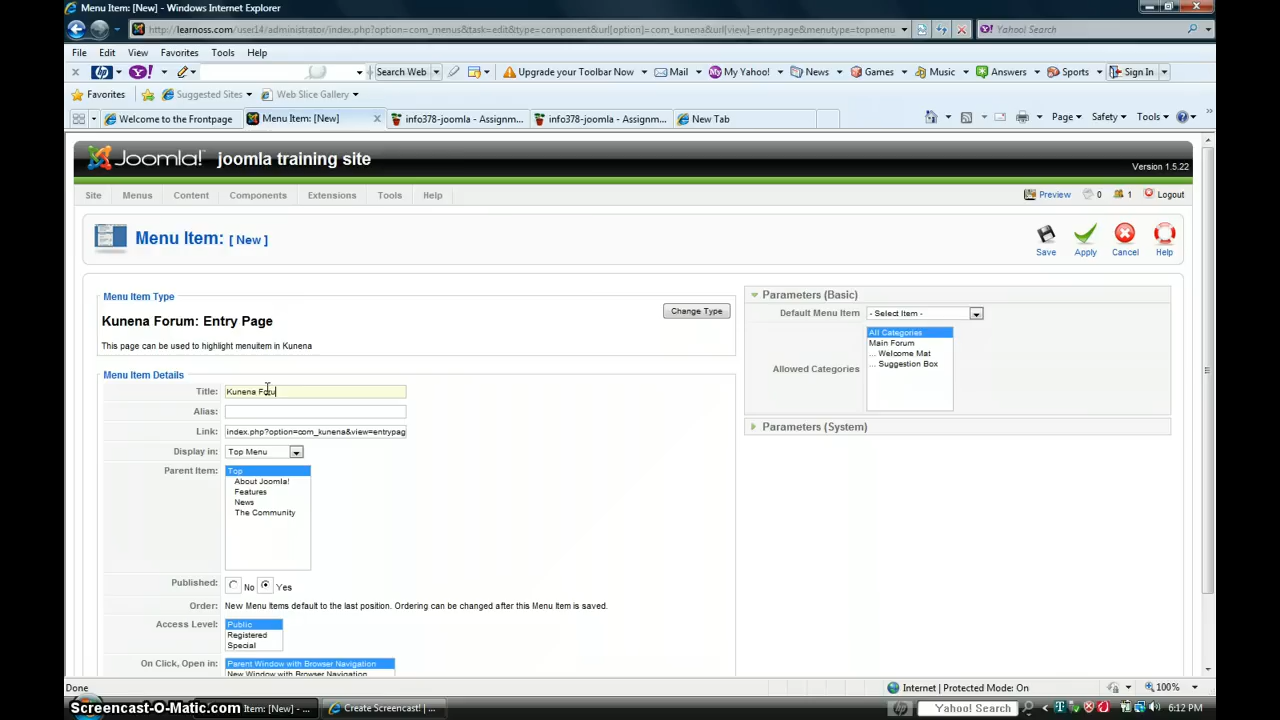 Menu Item: [New] - Windows Internet Explorer
http://learnoss.com/user14/administrator/index.php?option=com_menus&task=edit&type=component&url[option]=com_kunena&url[view]=entrypage&menutype=topmenu
Yahoo! Search
File Edit View Favorites Tools Help
Search Web
Upgrade your Toolbar Now
Mail
My Yahoo!
News
Games
Music
Answers
Sports
Sign In
Favorites
Suggested Sites
Web Slice Gallery
Welcome to the Frontpage
Menu Item: [New]
info378-joomla - Assignm...
info378-joomla - Assignm...
New Tab
Page Safety Tools
Joomla! joomla training site
Version 1.5.22
Site Menus Content Components Extensions Tools Help
Preview 0 1 Logout
Menu Item: [ New ]
Save Apply Cancel Help
Menu Item Type
Kunena Forum: Entry Page
Change Type
This page can be used to highlight menuitem in Kunena
Menu Item Details
Title: Kunena Foru
Alias:
Link: index.php?option=com_kunena&view=entrypag
Display in: Top Menu
Parent Item: Top
About Joomla!
Features
News
The Community
Published: No Yes
Order: New Menu Items default to the last position. Ordering can be changed after this Menu Item is saved.
Access Level: Public
Registered
Special
On Click, Open in: Parent Window with Browser Navigation
New Window with Browser Navigation
Parameters (Basic)
Default Menu Item - Select Item -
Allowed Categories
All Categories
Main Forum
... Welcome Mat
... Suggestion Box
Parameters (System)
Done
Internet | Protected Mode: On
100%
Screencast-O-Matic.com
Item: [New] - ...
Create Screencast! | ...
Yahoo! Search
6:12 PM